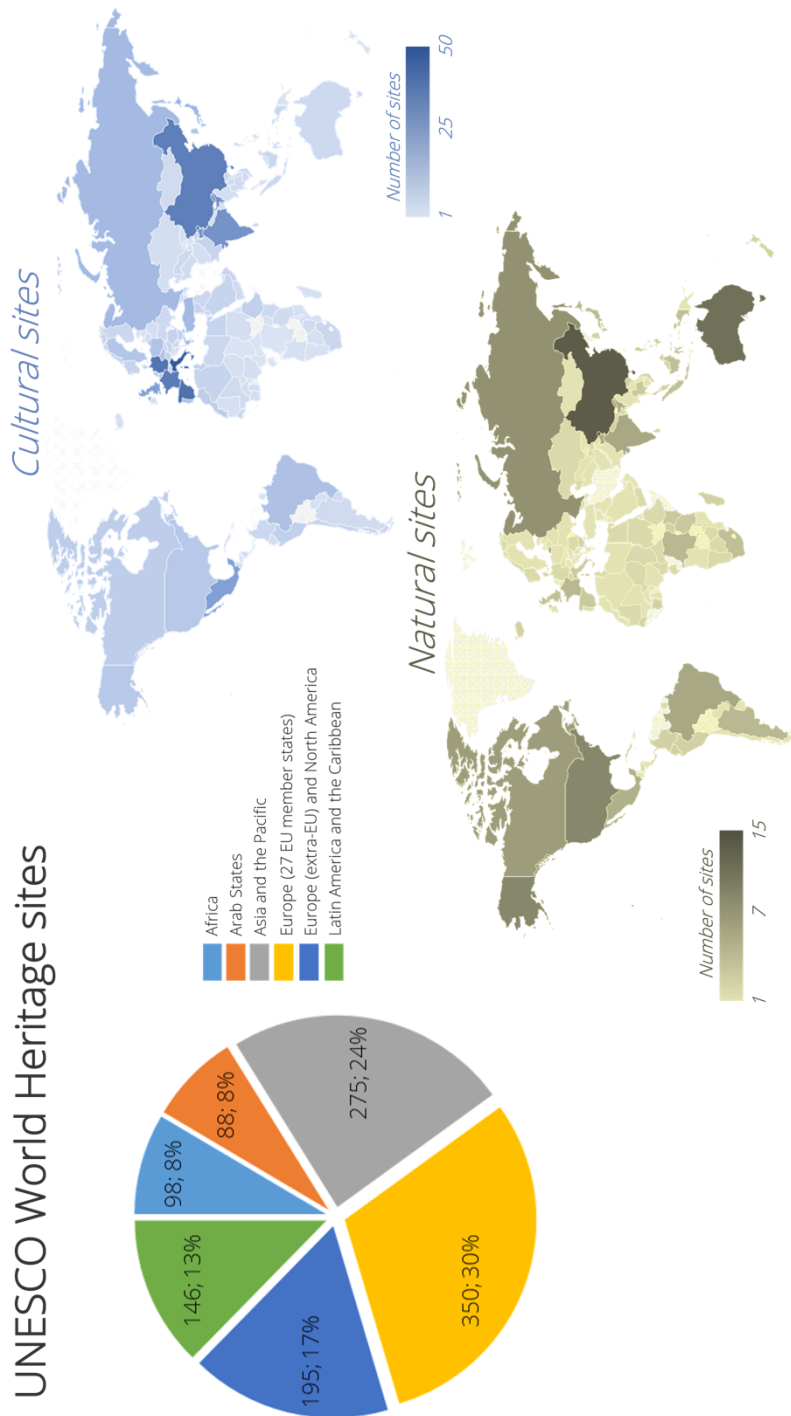 UNESCO World Heritage sites
98; 8%
88; 8%
275; 24%
350; 30%
195; 17%
146; 13%
Africa
Arab States
Asia and the Pacific
Europe (27 EU member states)
Europe (extra-EU) and North America
Latin America and the Caribbean
Cultural sites
Number of sites
1 25 50
Natural sites
Number of sites
1 7 15